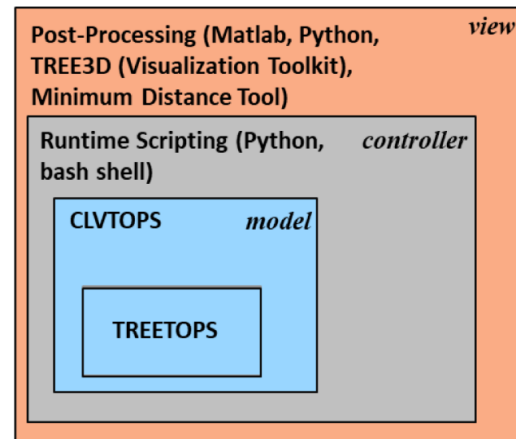 Post-Processing (Matlab, Python, view
TREE3D (Visualization Toolkit),
Minimum Distance Tool)
Runtime Scripting (Python, controller
bash shell)
CLVTOPS model
TREETOPS